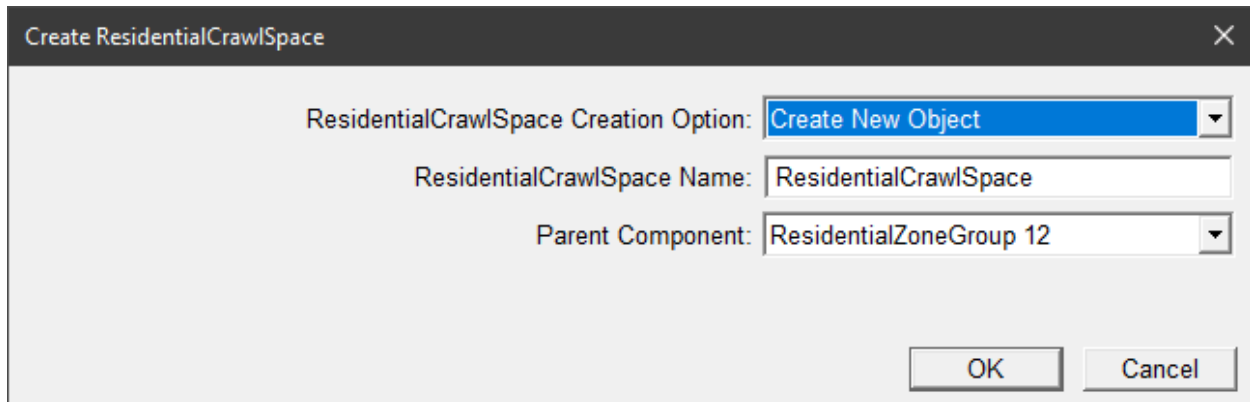 Create ResidentialCrawlSpace
ResidentialCrawlSpace Creation Option: Create New Object
ResidentialCrawlSpace Name: ResidentialCrawlSpace
Parent Component: ResidentialZoneGroup 12
OK Cancel